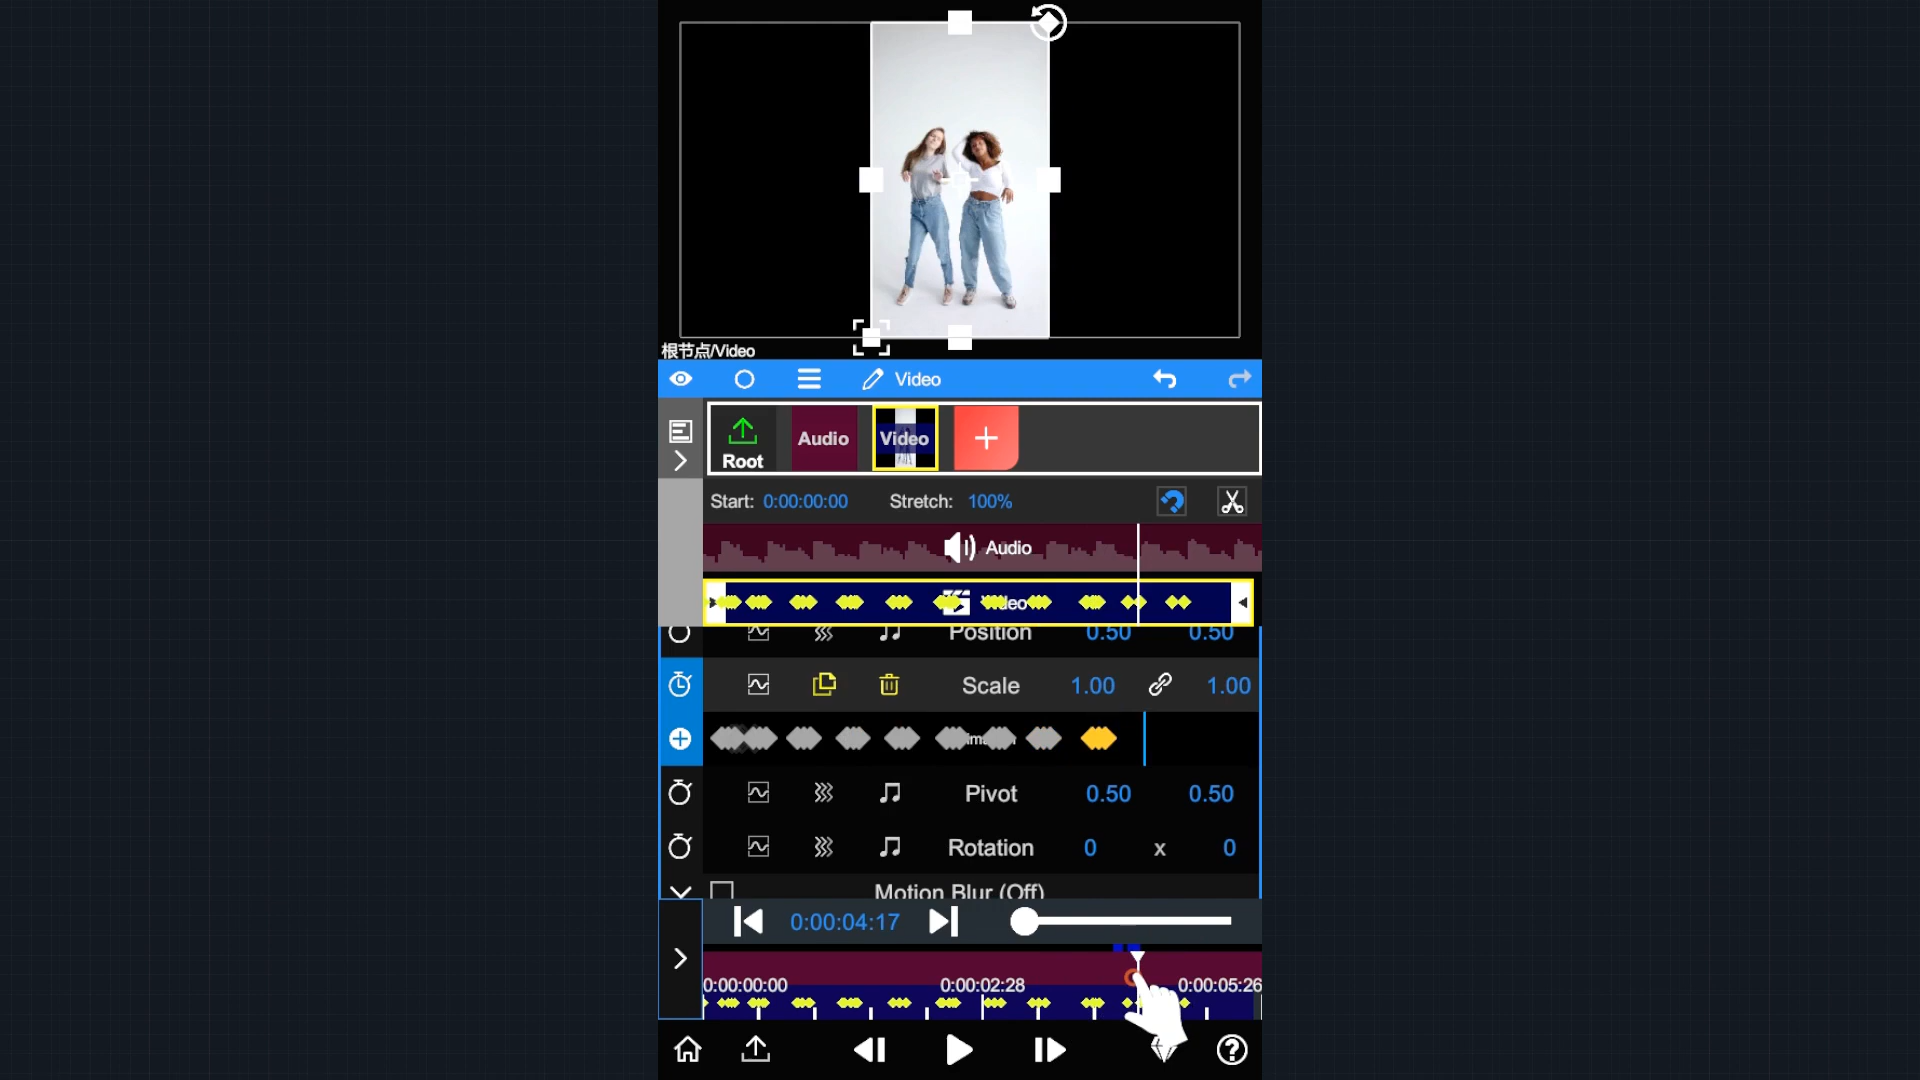 根节点/Video
Video
Root
Audio
Video
Start: 0:00:00:00 Stretch: 100%
Audio
Position 0.50 0.50
Scale 1.00 1.00
Pivot 0.50 0.50
Rotation 0 x 0
Motion Blur (Off)
0:00:04:17
0:00:00:00 0:00:02:28 0:00:05:26